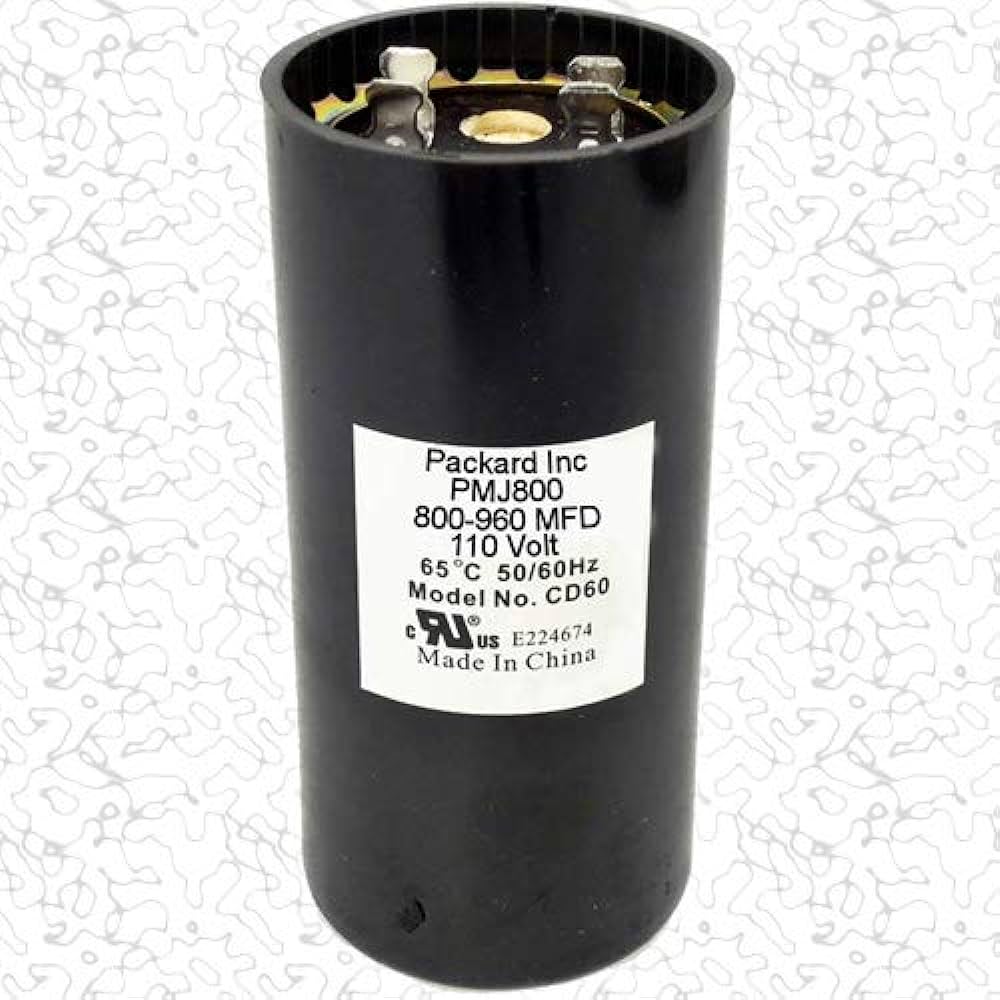 Packard Inc
PMJ800
800-960 MFD
110 Volt
65°C 50/60Hz
Model No. CD60
c RU® US E224674
Made In China